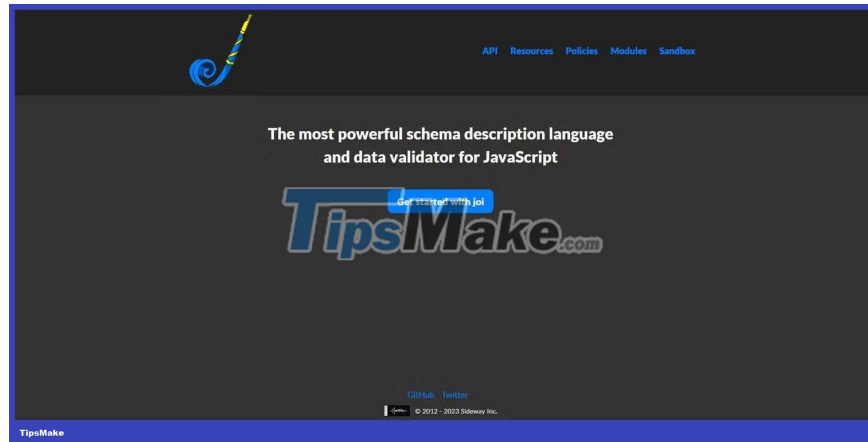 API Resources Policies Modules Sandbox
The most powerful schema description language
and data validator for JavaScript
Get started with joi
TipsMake.com
GitHub Twitter
© 2012 - 2023 Sideway Inc.
TipsMake